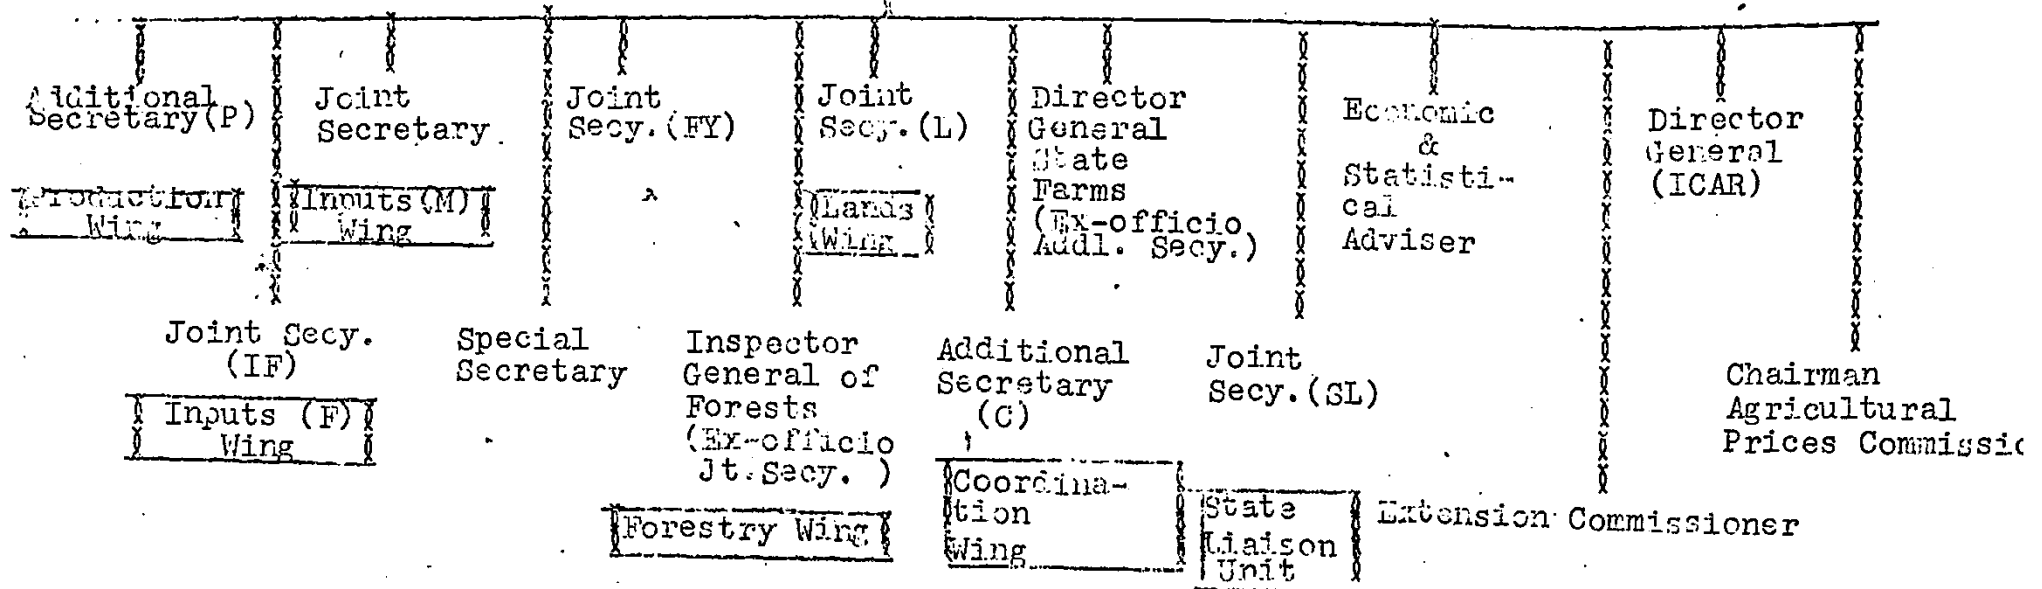 Additional
Secretary(P)
Production
Wing
Joint
Secretary
Inputs(M)
Wing
Joint
Secy.(FY)
Joint
Secy.(L)
Lands
Wing
Director
General
State
Farms
(Ex-officio
Addl. Secy.)
Economic
&
Statisti-
cal
Adviser
Director
General
(ICAR)
Joint Secy.
(IF)
Inputs (F)
Wing
Special
Secretary
Inspector
General of
Forests
(Ex-officio
Jt.Secy. )
Forestry Wing
Additional
Secretary
(C)
Coordina-
tion
Wing
Joint
Secy.(SL)
State
Liaison
Unit
Extension Commissioner
Chairman
Agricultural
Prices Commissio